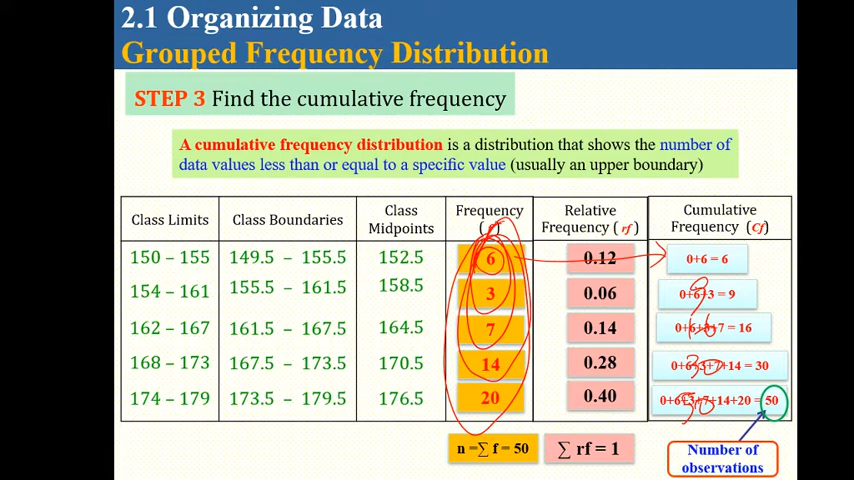 2.1 Organizing Data
Grouped Frequency Distribution
STEP 3 Find the cumulative frequency
A cumulative frequency distribution is a distribution that shows the number of
data values less than or equal to a specific value (usually an upper boundary)
Class Limits Class Boundaries Class Midpoints Frequency ( f ) Relative Frequency ( rf ) Cumulative Frequency (Cf)
150 – 155 149.5 – 155.5 152.5 6 0.12 0+6 = 6
154 – 161 155.5 – 161.5 158.5 3 0.06 0+6+3 = 9 9
162 – 167 161.5 – 167.5 164.5 7 0.14 0+6+3+7 = 16 16
168 – 173 167.5 – 173.5 170.5 14 0.28 0+6+3+7+14 = 30 30
174 – 179 173.5 – 179.5 176.5 20 0.40 0+6+3+7+14+20 = 50 50
n =∑ f = 50 ∑ rf = 1
Number of
observations